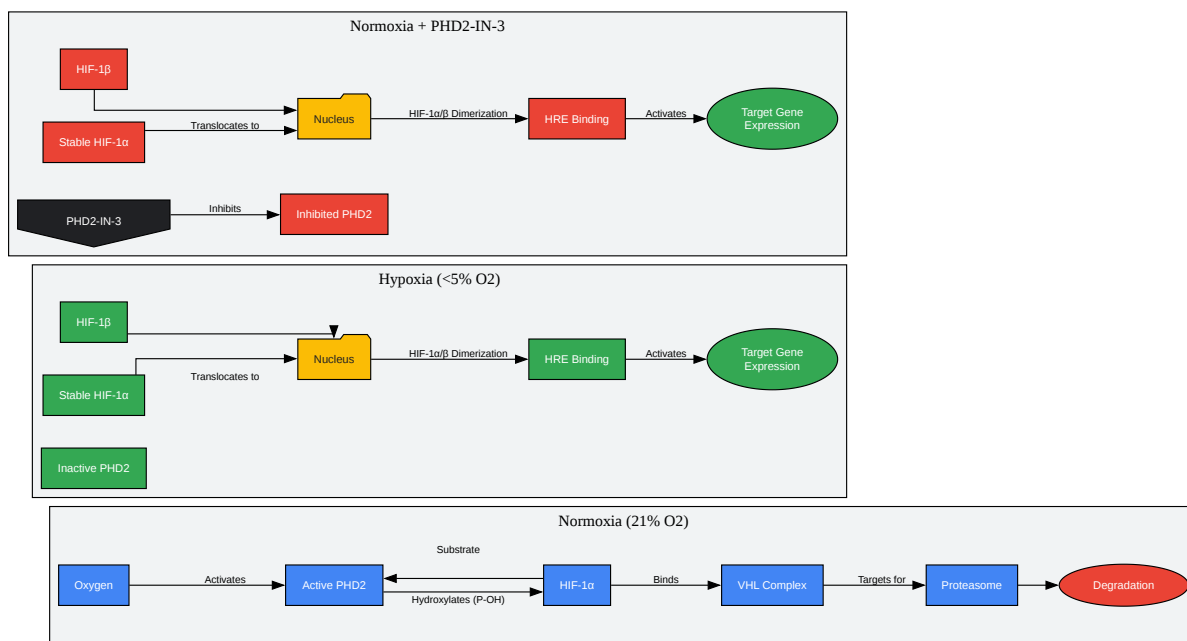 Normoxia + PHD2-IN-3
HIF-1β
Stable HIF-1α
Translocates to
Nucleus
HIF-1α/β Dimerization
HRE Binding
Activates
Target Gene
Expression
PHD2-IN-3
Inhibits
Inhibited PHD2
Hypoxia (<5% O2)
HIF-1β
Stable HIF-1α
Translocates to
Nucleus
HIF-1α/β Dimerization
HRE Binding
Activates
Target Gene
Expression
Inactive PHD2
Normoxia (21% O2)
Oxygen
Activates
Active PHD2
Substrate
Hydroxylates (P-OH)
HIF-1α
Binds
VHL Complex
Targets for
Proteasome
Degradation